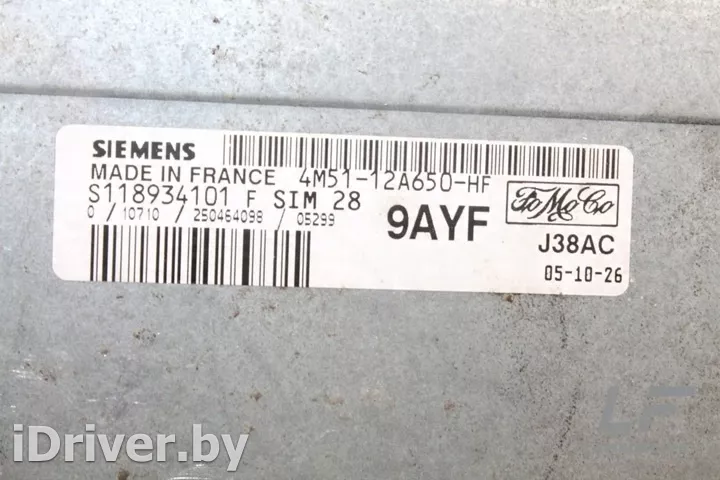 SIEMENS
MADE IN FRANCE 4M51-12A650-HF
S118934101 F SIM 28
0 / 10710 / 250464098 / 05299
9AYF
FoMoCo
J38AC
05-10-26
LF
iDriver.by